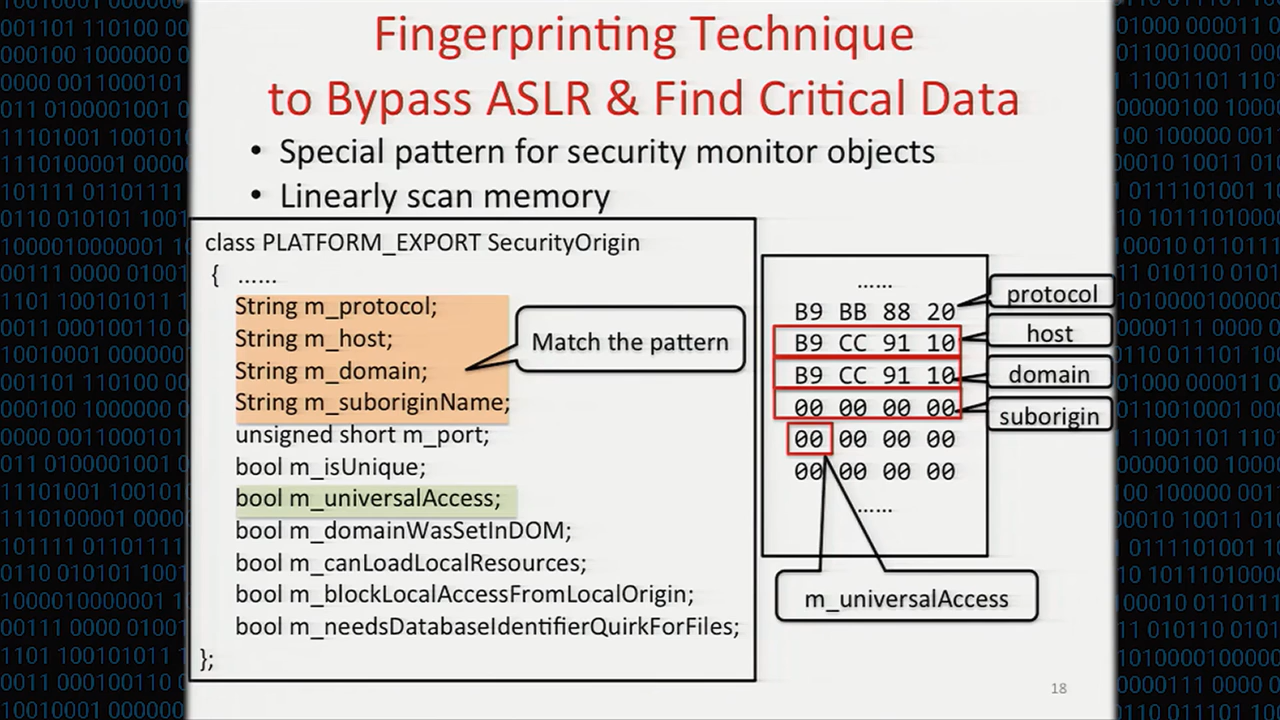 Fingerprinting Technique
to Bypass ASLR & Find Critical Data
• Special pattern for security monitor objects
• Linearly scan memory
class PLATFORM_EXPORT SecurityOrigin
{ ......
String m_protocol;
String m_host;
String m_domain;
String m_suboriginName;
unsigned short m_port;
bool m_isUnique;
bool m_universalAccess;
bool m_domainWasSetInDOM;
bool m_canLoadLocalResources;
bool m_blockLocalAccessFromLocalOrigin;
bool m_needsDatabaseIdentifierQuirkForFiles;
};
Match the pattern
......
B9 BB 88 20
B9 CC 91 10
B9 CC 91 10
00 00 00 00
00 00 00 00
00 00 00 00
......
protocol
host
domain
suborigin
m_universalAccess
18